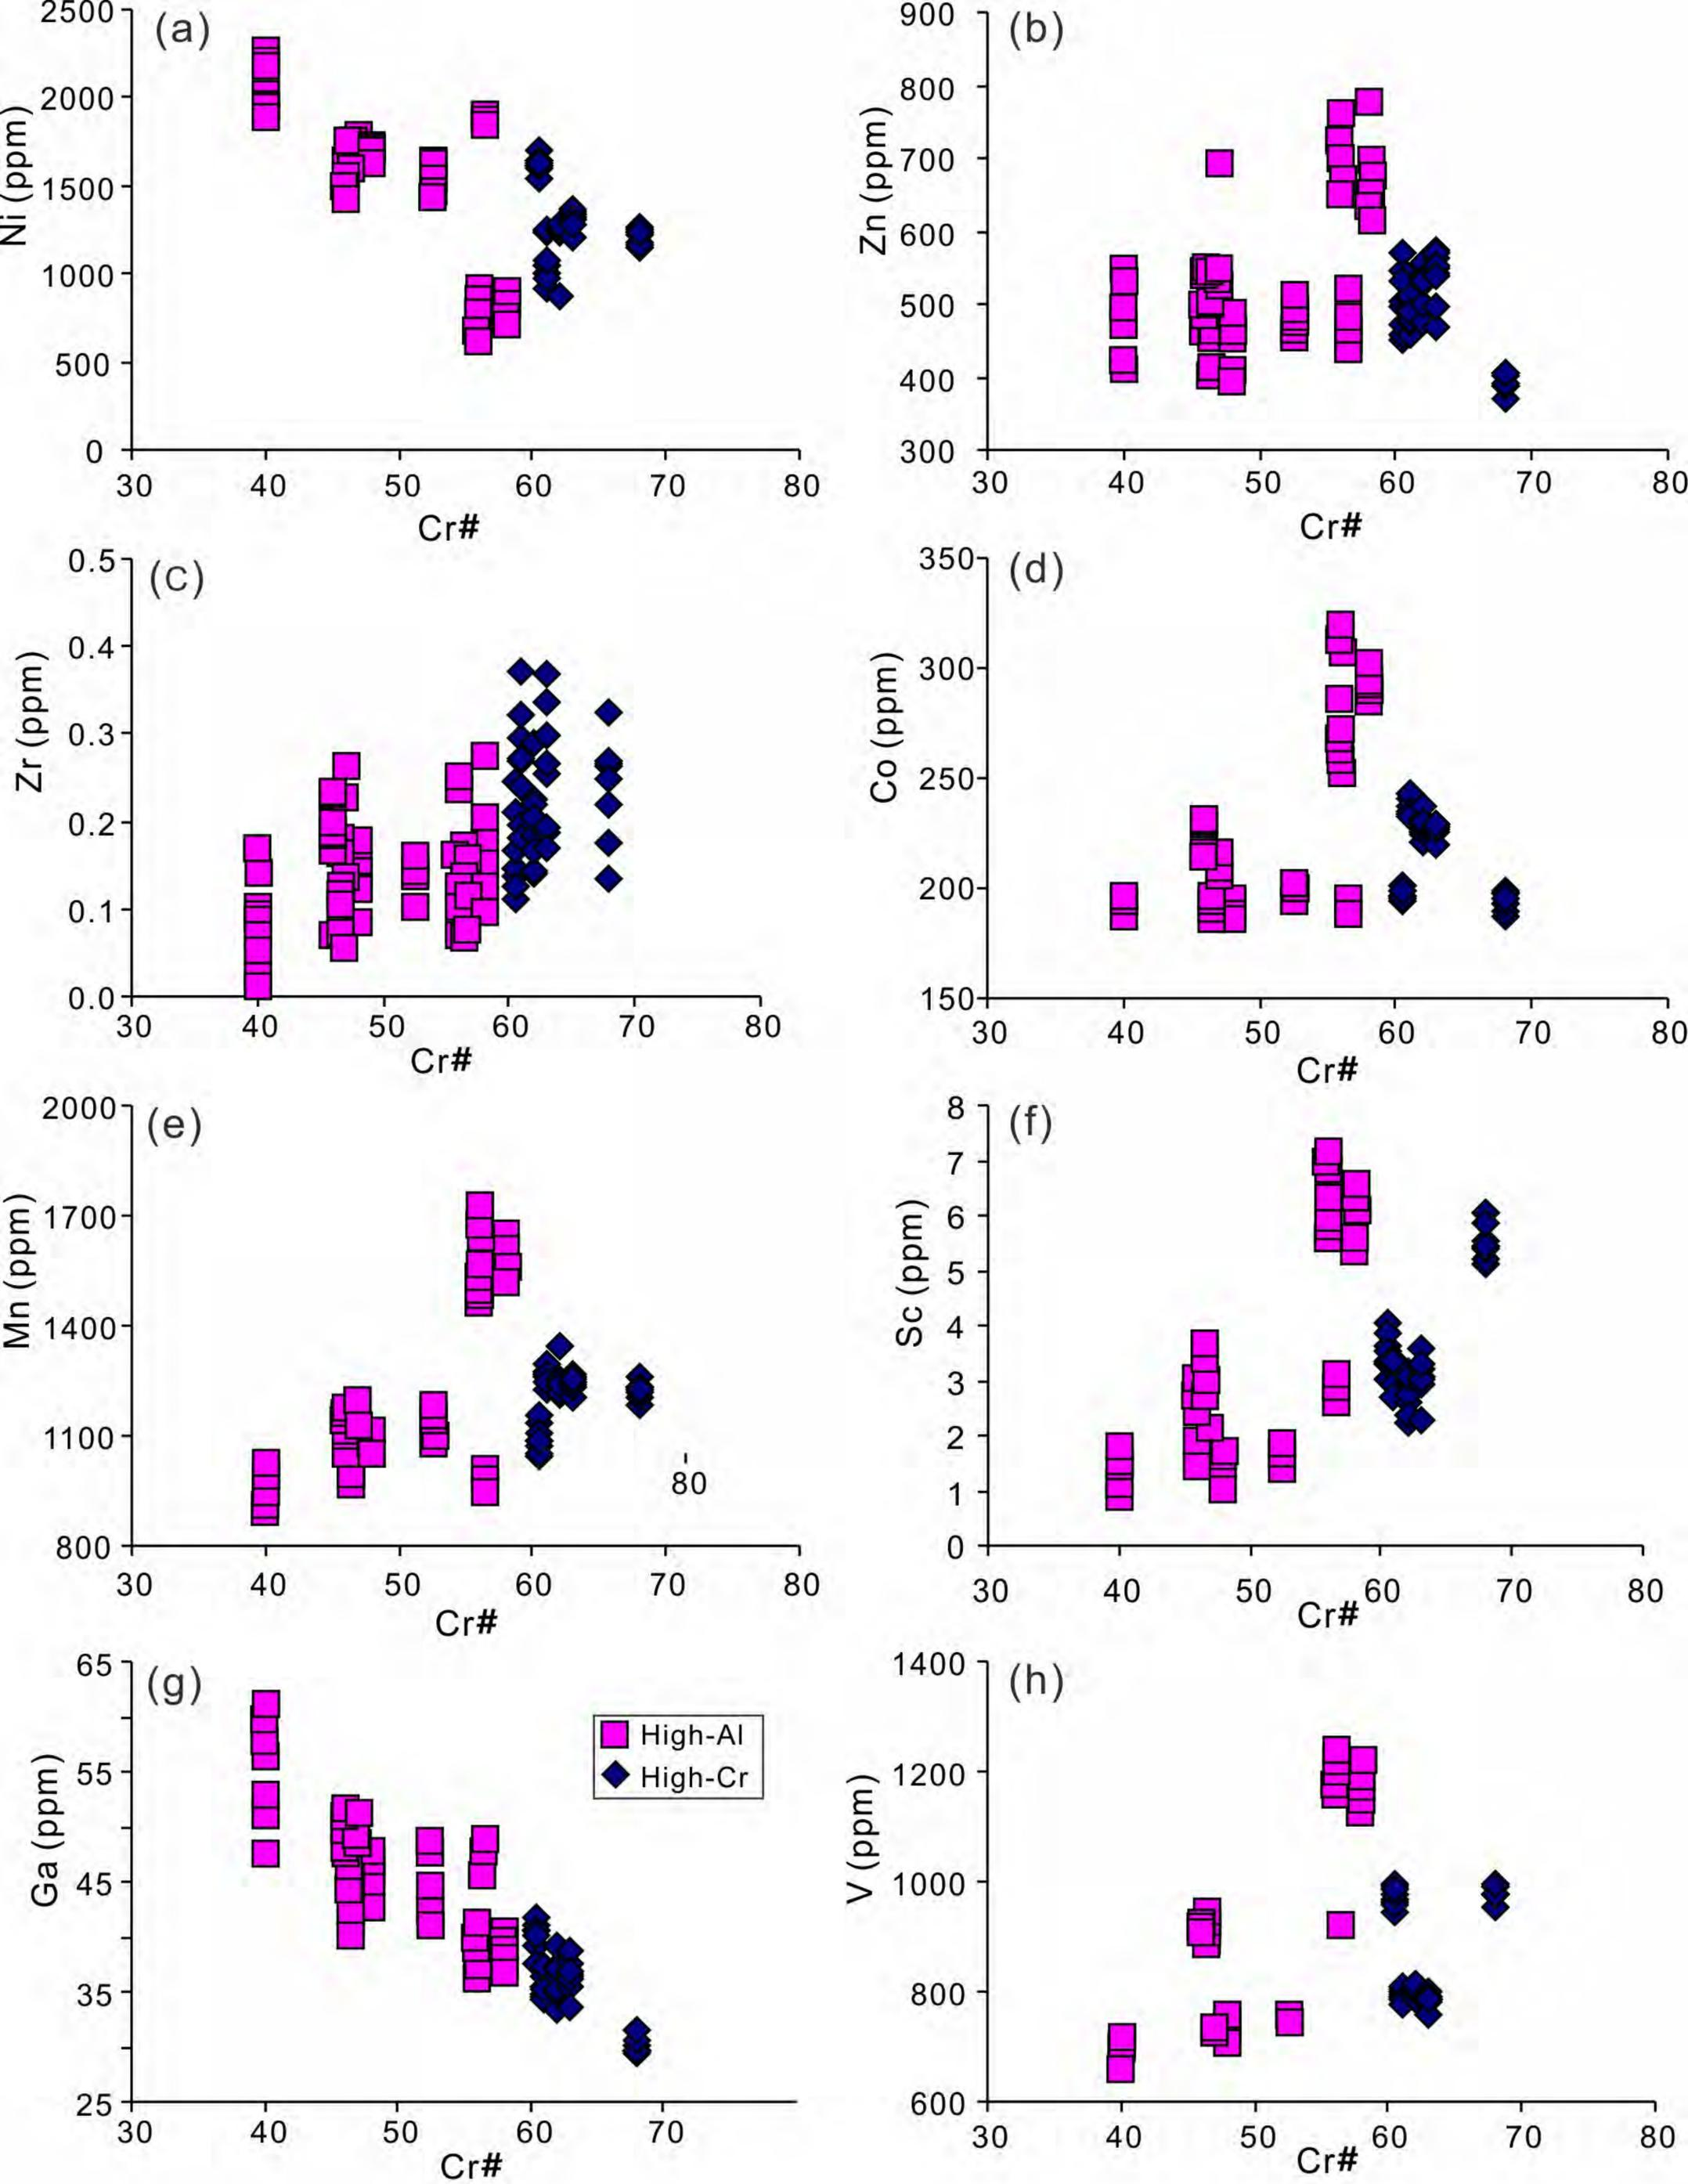 (a)
2500
2000
1500
1000
500
0
Ni (ppm)
30 40 50 60 70 80
Cr#
(b)
900
800
700
600
500
400
300
Zn (ppm)
30 40 50 60 70 80
Cr#
(c)
0.5
0.4
0.3
0.2
0.1
0.0
Zr (ppm)
30 40 50 60 70 80
Cr#
(d)
350
300
250
200
150
Co (ppm)
30 40 50 60 70 80
Cr#
(e)
2000
1700
1400
1100
800
Mn (ppm)
80
30 40 50 60 70 80
Cr#
(f)
8
7
6
5
4
3
2
1
0
Sc (ppm)
30 40 50 60 70 80
Cr#
(g)
65
55
45
35
25
Ga (ppm)
High-Al
High-Cr
30 40 50 60 70
Cr#
(h)
1400
1200
1000
800
600
V (ppm)
30 40 50 60 70 80
Cr#